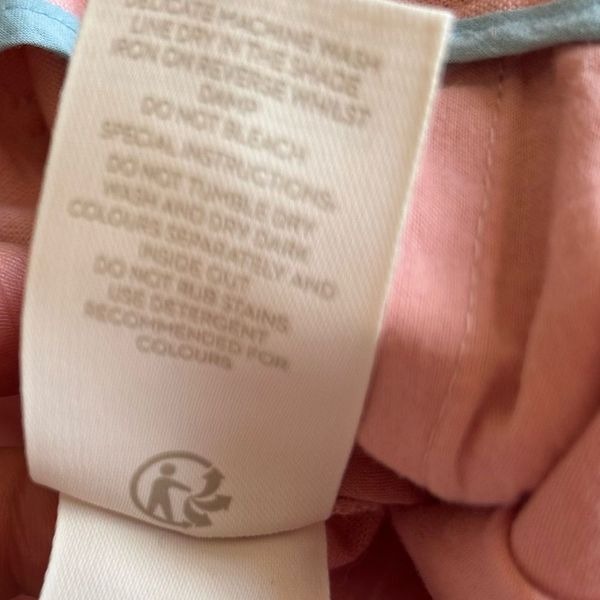 DELICATE MACHINE WASH
LINE DRY IN THE SHADE
IRON ON REVERSE WHILST
DAMP
DO NOT BLEACH
SPECIAL INSTRUCTIONS:
DO NOT TUMBLE DRY
WASH AND DRY DARK
COLOURS SEPARATELY AND
INSIDE OUT
DO NOT RUB STAINS
USE DETERGENT
RECOMMENDED FOR
COLOURS